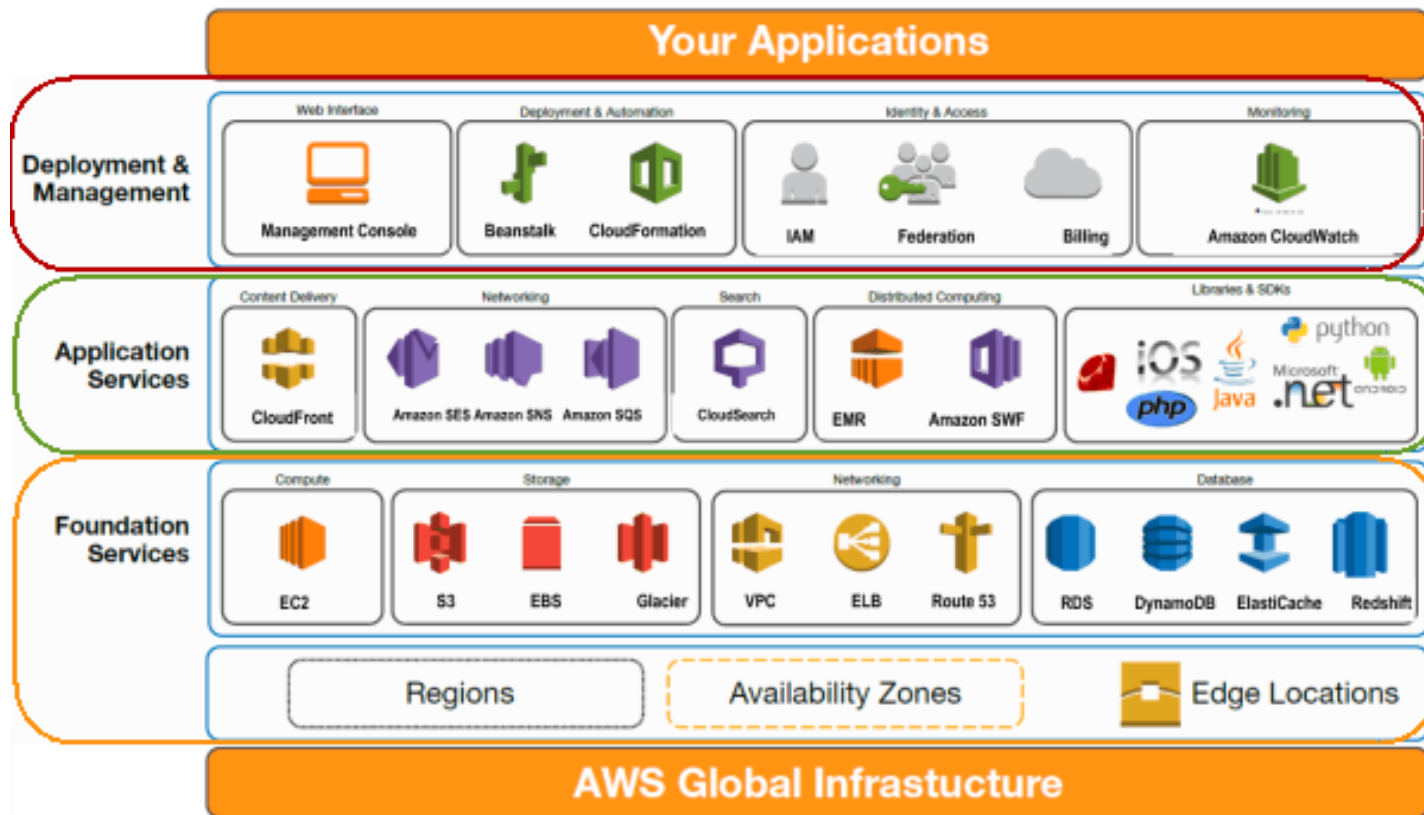 Your Applications
Deployment &
Management
Web Interface
Management Console
Deployment & Automation
Beanstalk
CloudFormation
Identity & Access
IAM
Federation
Billing
Monitoring
Amazon CloudWatch
Application
Services
Content Delivery
CloudFront
Networking
Amazon SES
Amazon SNS
Amazon SQS
Search
CloudSearch
Distributed Computing
EMR
Amazon SWF
Libraries & SDKs
iOS
php
Java
python
Microsoft
.net
android
Foundation
Services
Compute
EC2
Storage
S3
EBS
Glacier
Networking
VPC
ELB
Route 53
Database
RDS
DynamoDB
ElastiCache
Redshift
Regions
Availability Zones
Edge Locations
AWS Global Infrastucture